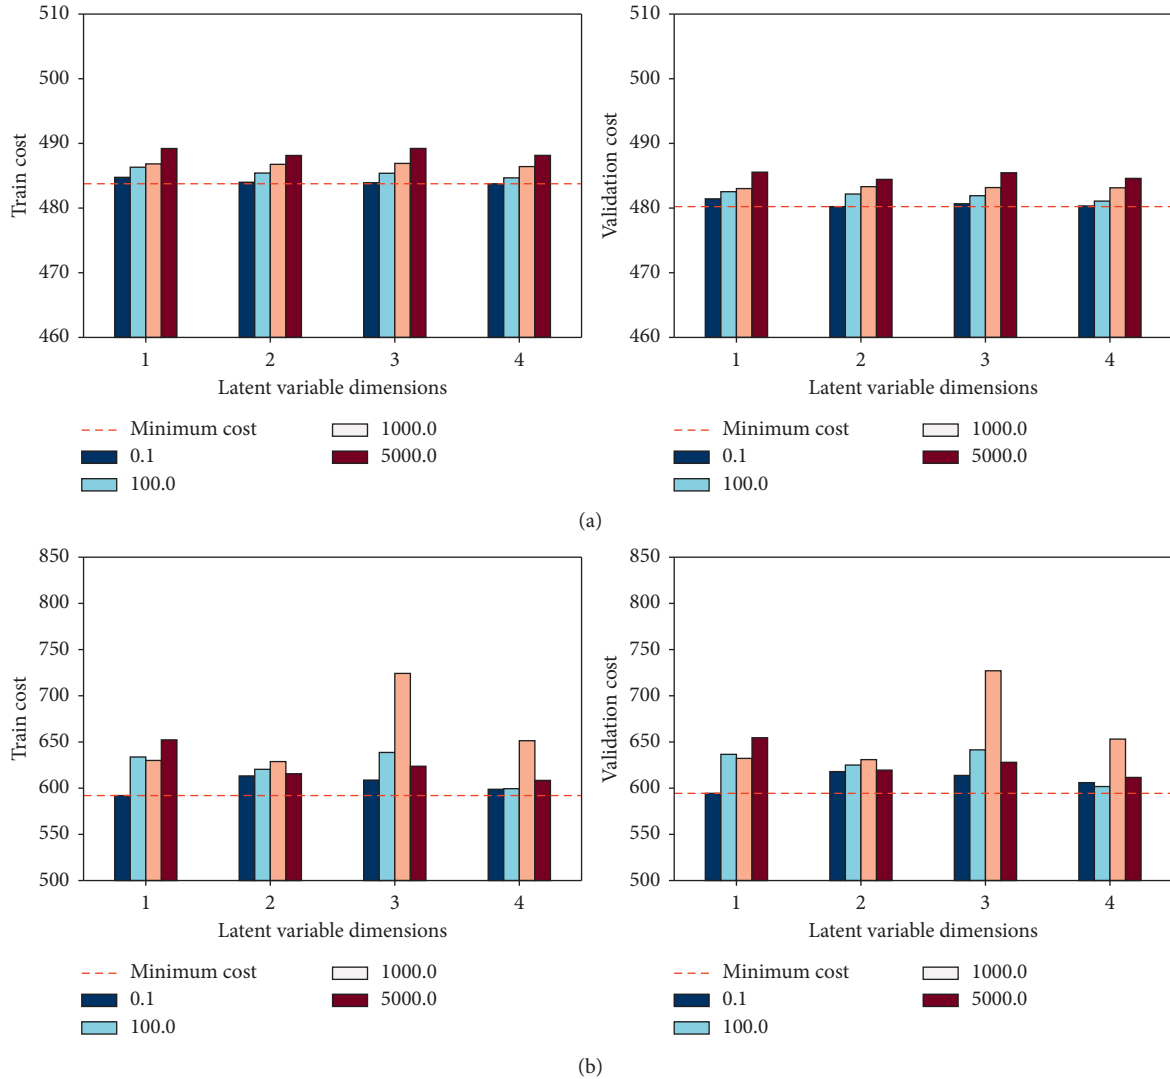 510
500
490
480
470
460
Train cost
1 2 3 4
Latent variable dimensions
Minimum cost
0.1
100.0
1000.0
5000.0
510
500
490
480
470
460
Validation cost
1 2 3 4
Latent variable dimensions
Minimum cost
0.1
100.0
1000.0
5000.0
(a)
850
800
750
700
650
600
550
500
Train cost
1 2 3 4
Latent variable dimensions
Minimum cost
0.1
100.0
1000.0
5000.0
850
800
750
700
650
600
550
500
Validation cost
1 2 3 4
Latent variable dimensions
Minimum cost
0.1
100.0
1000.0
5000.0
(b)